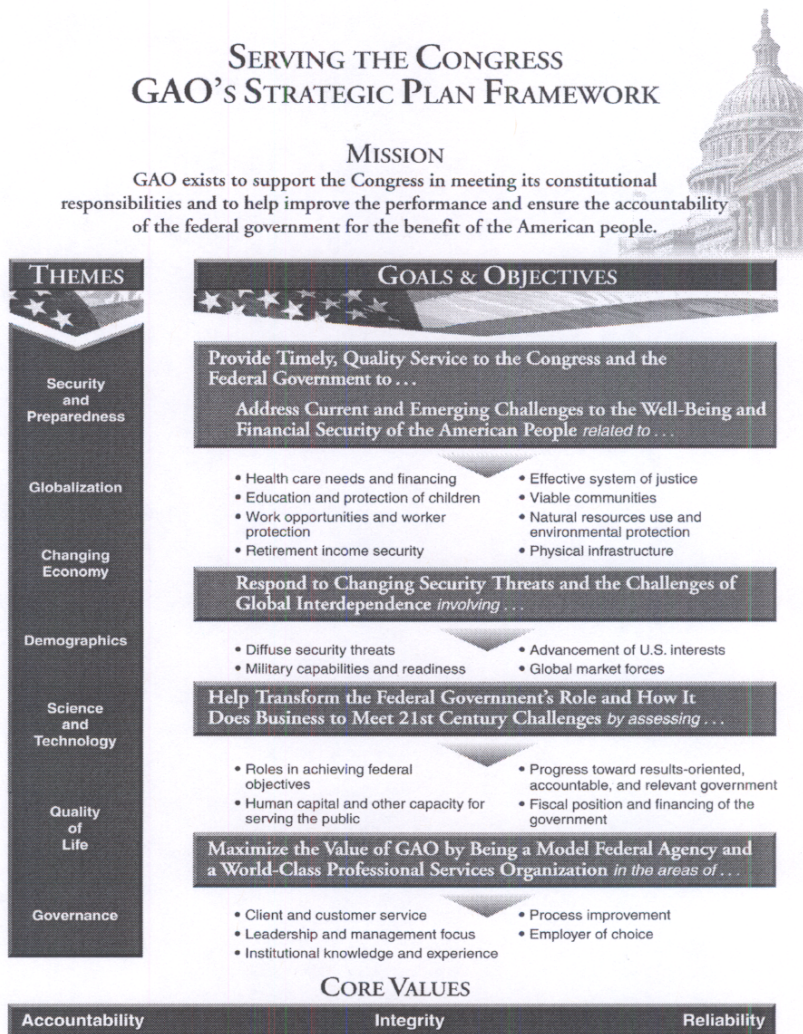 SERVING THE CONGRESS
GAO'S STRATEGIC PLAN FRAMEWORK
MISSION
GAO exists to support the Congress in meeting its constitutional
responsibilities and to help improve the performance and ensure the accountability
of the federal government for the benefit of the American people.
THEMES
Security
and
Preparedness
Globalization
Changing
Economy
Demographics
Science
and
Technology
Quality
of
Life
Governance
GOALS & OBJECTIVES
Provide Timely, Quality Service to the Congress and the
Federal Government to . . .
Address Current and Emerging Challenges to the Well-Being and
Financial Security of the American People related to . . .
• Health care needs and financing
• Education and protection of children
• Work opportunities and worker
protection
• Retirement income security
• Effective system of justice
• Viable communities
• Natural resources use and
environmental protection
• Physical infrastructure
Respond to Changing Security Threats and the Challenges of
Global Interdependence involving . . .
• Diffuse security threats
• Military capabilities and readiness
• Advancement of U.S. interests
• Global market forces
Help Transform the Federal Government's Role and How It
Does Business to Meet 21st Century Challenges by assessing . . .
• Roles in achieving federal
objectives
• Human capital and other capacity for
serving the public
• Progress toward results-oriented,
accountable, and relevant government
• Fiscal position and financing of the
government
Maximize the Value of GAO by Being a Model Federal Agency and
a World-Class Professional Services Organization in the areas of . . .
• Client and customer service
• Leadership and management focus
• Institutional knowledge and experience
• Process improvement
• Employer of choice
CORE VALUES
Accountability Integrity Reliability